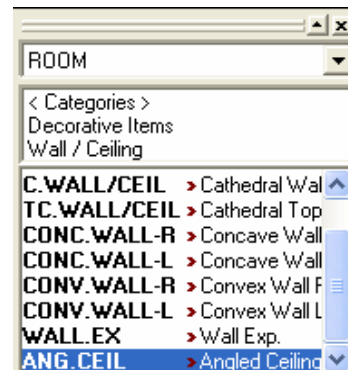 ROOM
< Categories >
Decorative Items
Wall / Ceiling
C.WALL/CEIL > Cathedral Wal
TC.WALL/CEIL > Cathedral Top
CONC.WALL-R > Concave Wall
CONC.WALL-L > Concave Wall
CONV.WALL-R > Convex Wall F
CONV.WALL-L > Convex Wall L
WALL.EX > Wall Exp.
ANG.CEIL > Angled Ceiling